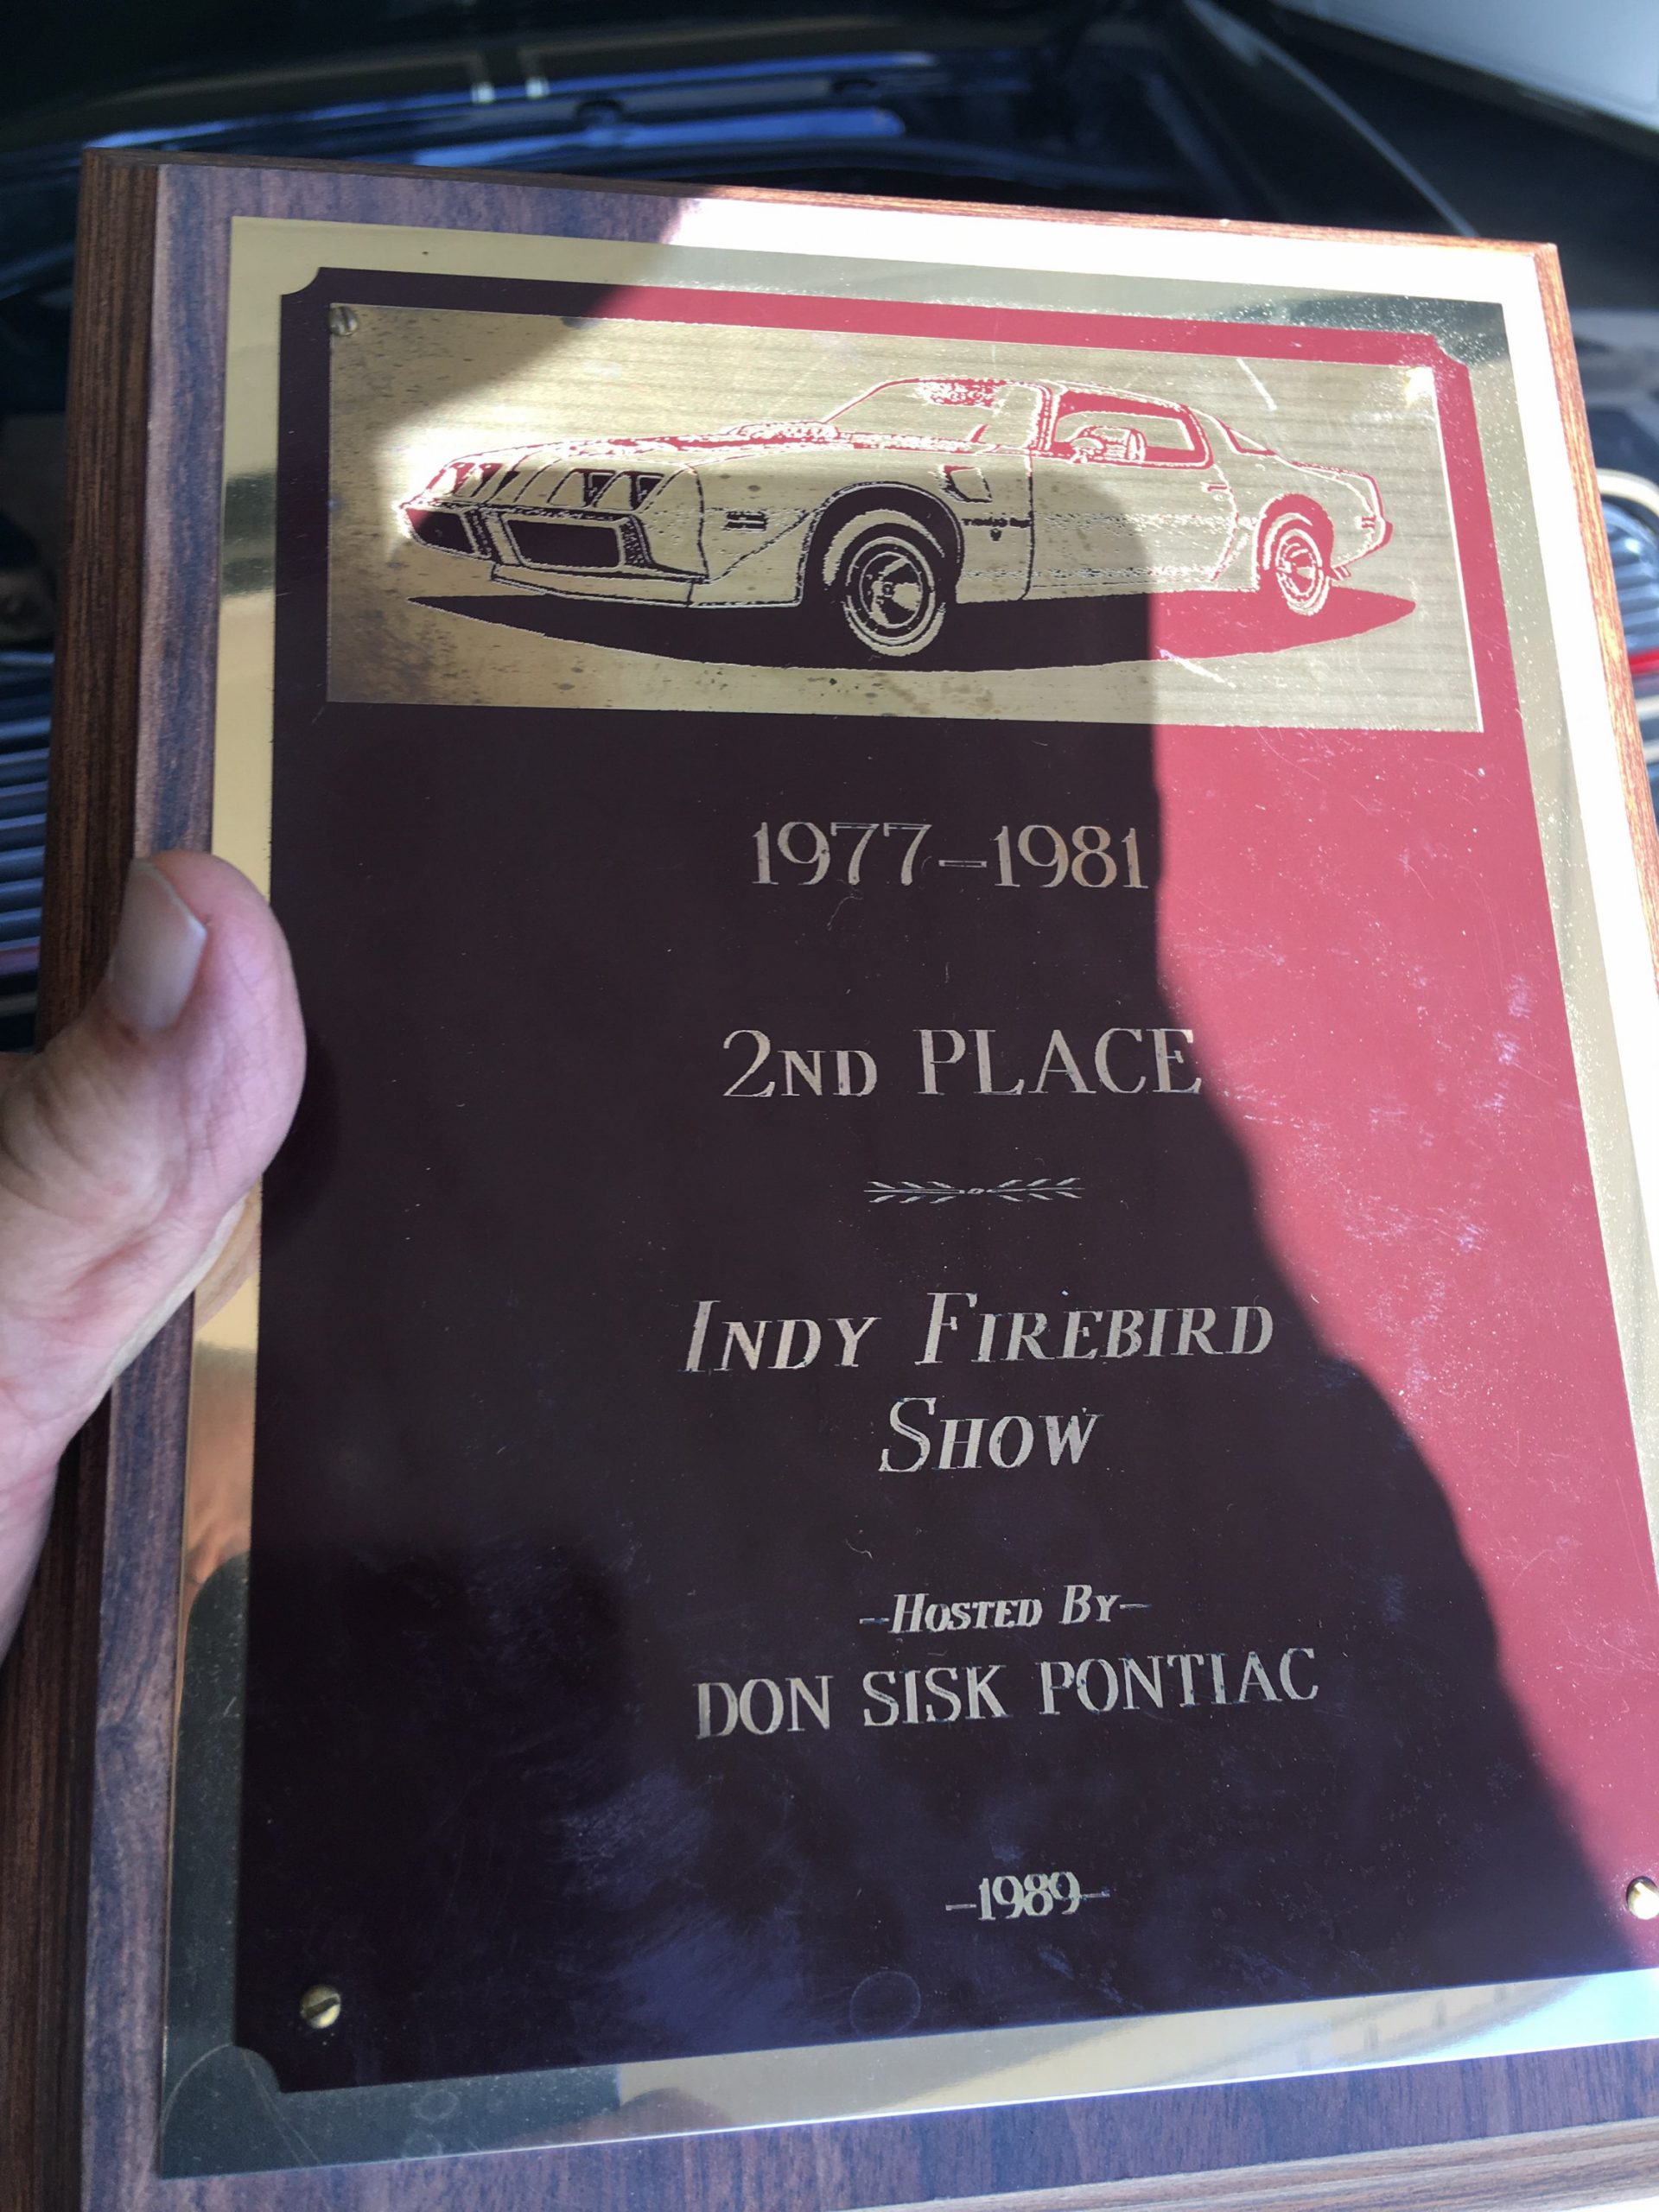 1977-1981
2ND PLACE
INDY FIREBIRD
SHOW
-HOSTED BY-
DON SISK PONTIAC
-1989-